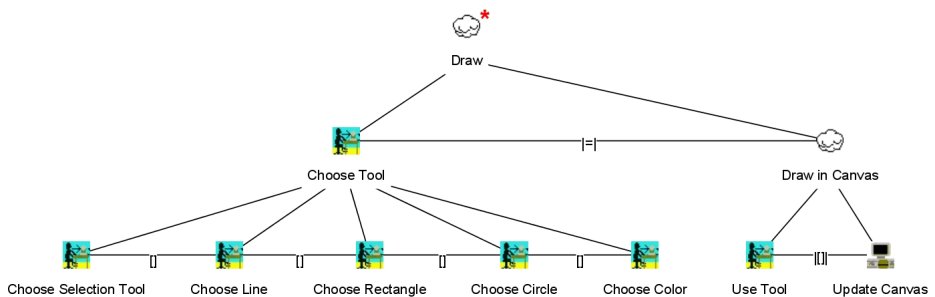 *
Draw
|=|
Choose Tool
Draw in Canvas
[]
[]
[]
[]
|[]|
Choose Selection Tool
Choose Line
Choose Rectangle
Choose Circle
Choose Color
Use Tool
Update Canvas